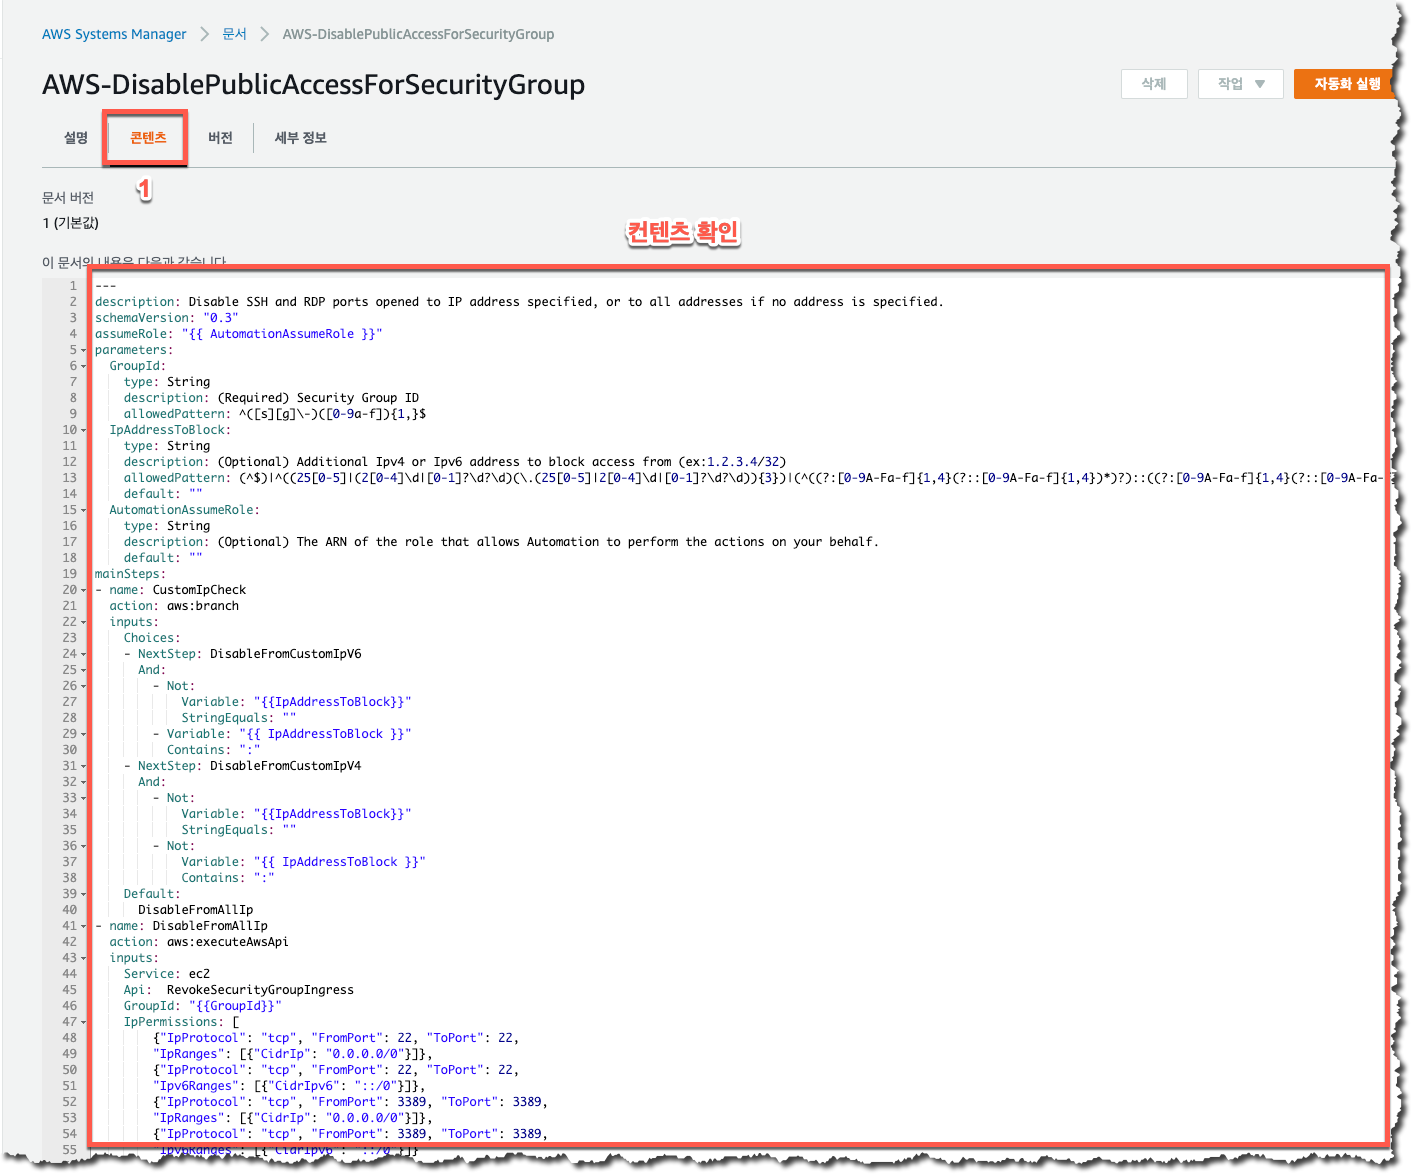 AWS Systems Manager > 문서 > AWS-DisablePublicAccessForSecurityGroup
AWS-DisablePublicAccessForSecurityGroup
삭제 작업 ▼ 자동화 실행
설명 콘텐츠 버전 세부 정보
1
문서 버전
1 (기본값)
컨텐츠 확인
이 문서의 내용은 다음과 같습니다
1 ---
2 description: Disable SSH and RDP ports opened to IP address specified, or to all addresses if no address is specified.
3 schemaVersion: "0.3"
4 assumeRole: "{{ AutomationAssumeRole }}"
5 parameters:
6 GroupId:
7 type: String
8 description: (Required) Security Group ID
9 allowedPattern: ^([s][g]\-)([0-9a-f]){1,}$
10 IpAddressToBlock:
11 type: String
12 description: (Optional) Additional Ipv4 or Ipv6 address to block access from (ex:1.2.3.4/32)
13 allowedPattern: (^$)|^((25[0-5]|(2[0-4]\d|[0-1]?\d?\d)(\.(25[0-5]|2[0-4]\d|[0-1]?\d?\d)){3})|(^((?:[0-9A-Fa-f]{1,4}(?::[0-9A-Fa-f]{1,4})*)?)::((?:[0-9A-Fa-f]{1,4}(?::[0-9A-Fa-f]
14 default: ""
15 AutomationAssumeRole:
16 type: String
17 description: (Optional) The ARN of the role that allows Automation to perform the actions on your behalf.
18 default: ""
19 mainSteps:
20 - name: CustomIpCheck
21 action: aws:branch
22 inputs:
23 Choices:
24 - NextStep: DisableFromCustomIpV6
25 And:
26 - Not:
27 Variable: "{{IpAddressToBlock}}"
28 StringEquals: ""
29 - Variable: "{{ IpAddressToBlock }}"
30 Contains: ":"
31 - NextStep: DisableFromCustomIpV4
32 And:
33 - Not:
34 Variable: "{{IpAddressToBlock}}"
35 StringEquals: ""
36 - Not:
37 Variable: "{{ IpAddressToBlock }}"
38 Contains: ":"
39 Default:
40 DisableFromAllIp
41 - name: DisableFromAllIp
42 action: aws:executeAwsApi
43 inputs:
44 Service: ec2
45 Api: RevokeSecurityGroupIngress
46 GroupId: "{{GroupId}}"
47 IpPermissions: [
48 {"IpProtocol": "tcp", "FromPort": 22, "ToPort": 22,
49 "IpRanges": [{"CidrIp": "0.0.0.0/0"}]},
50 {"IpProtocol": "tcp", "FromPort": 22, "ToPort": 22,
51 "Ipv6Ranges": [{"CidrIpv6": "::/0"}]},
52 {"IpProtocol": "tcp", "FromPort": 3389, "ToPort": 3389,
53 "IpRanges": [{"CidrIp": "0.0.0.0/0"}]},
54 {"IpProtocol": "tcp", "FromPort": 3389, "ToPort": 3389,
55 "Ipv6Ranges": [{"CidrIpv6": "::/0"}]}